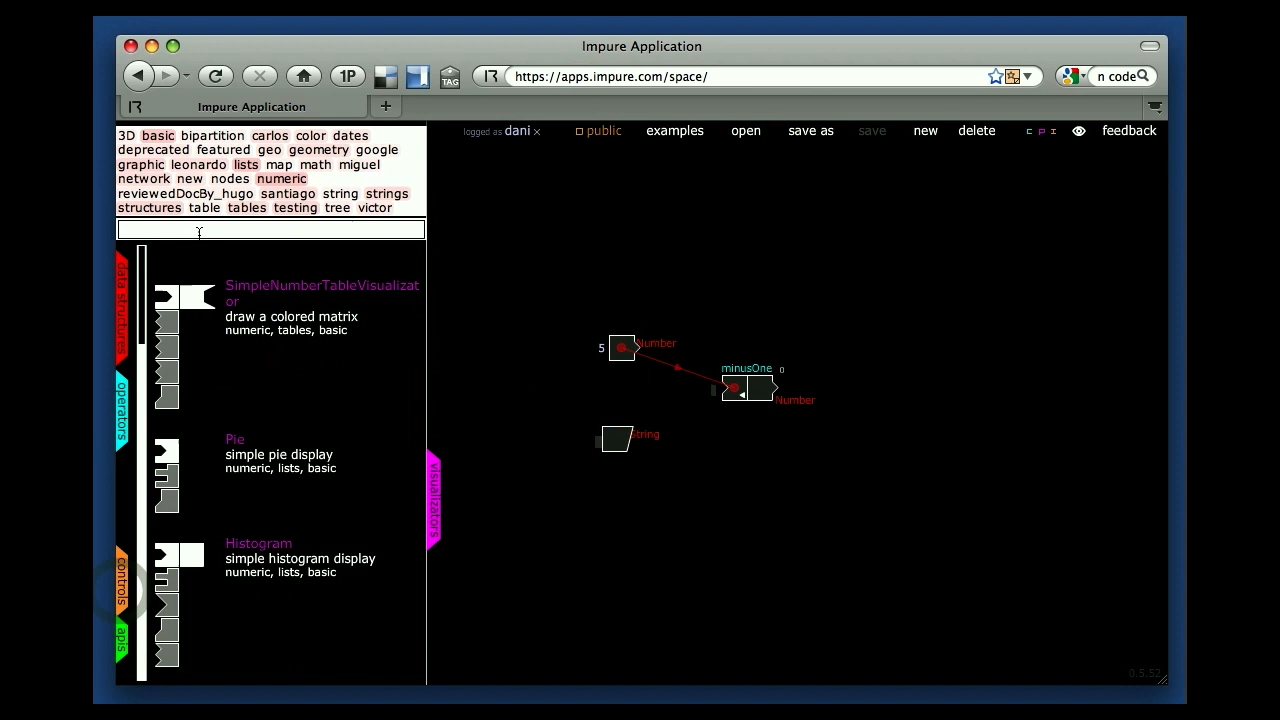 Impure Application
1P
TAG
https://apps.impure.com/space/
n code
Impure Application
+
3D basic bipartition carlos color dates
deprecated featured geo geometry google
graphic leonardo lists map math miguel
network new nodes numeric
reviewedDocBy_hugo santiago string strings
structures table tables testing tree victor
logged as dani ×
public
examples
open
save as
save
new
delete
c p i
feedback
data structures
operators
controls
apis
visualizators
SimpleNumberTableVisualizat
or
draw a colored matrix
numeric, tables, basic
Pie
simple pie display
numeric, lists, basic
Histogram
simple histogram display
numeric, lists, basic
5
Number
minusOne
0
Number
String
0.5.52